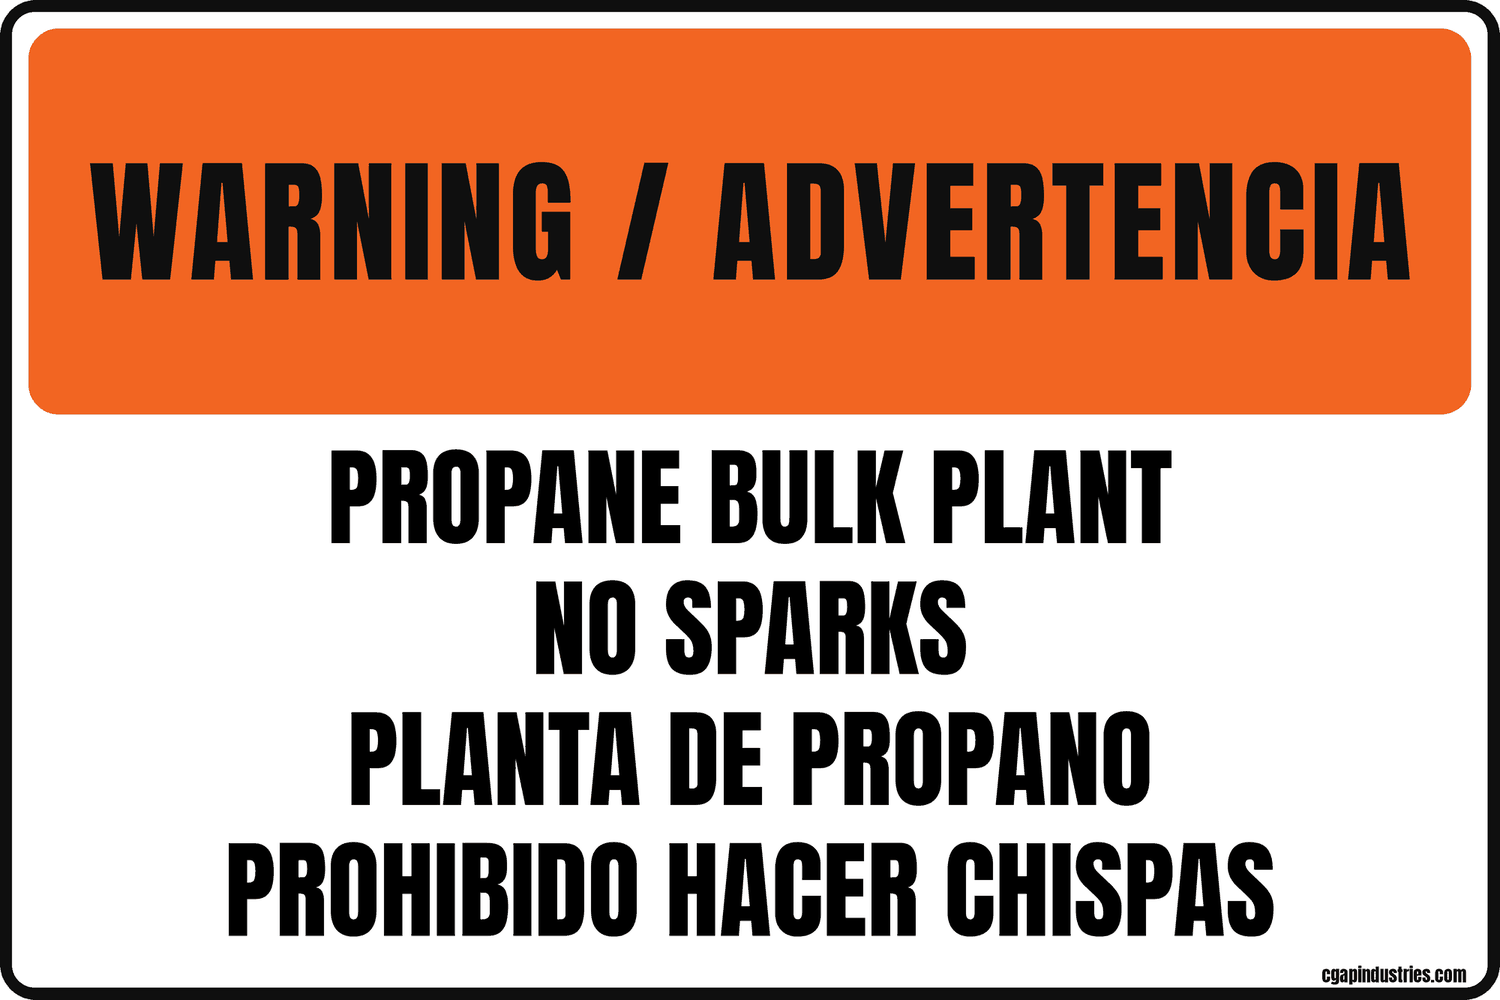 WARNING / ADVERTENCIA
PROPANE BULK PLANT
NO SPARKS
PLANTA DE PROPANO
PROHIBIDO HACER CHISPAS
cgapindustries.com